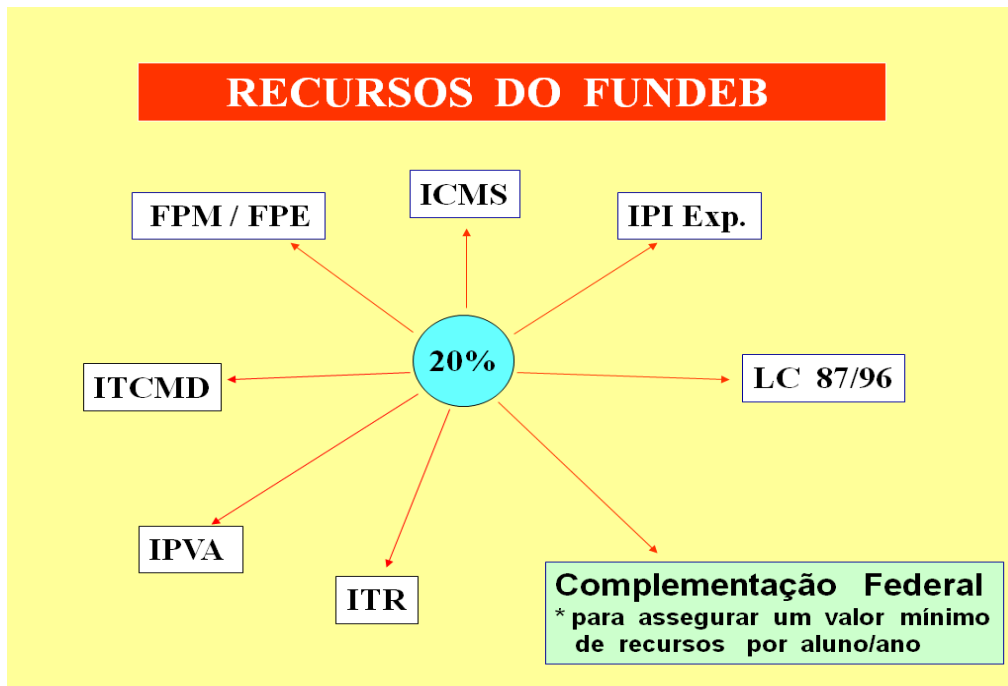 RECURSOS DO FUNDEB
ICMS
FPM / FPE
IPI Exp.
20%
ITCMD
LC 87/96
IPVA
ITR
Complementação Federal
* para assegurar um valor mínimo
de recursos por aluno/ano